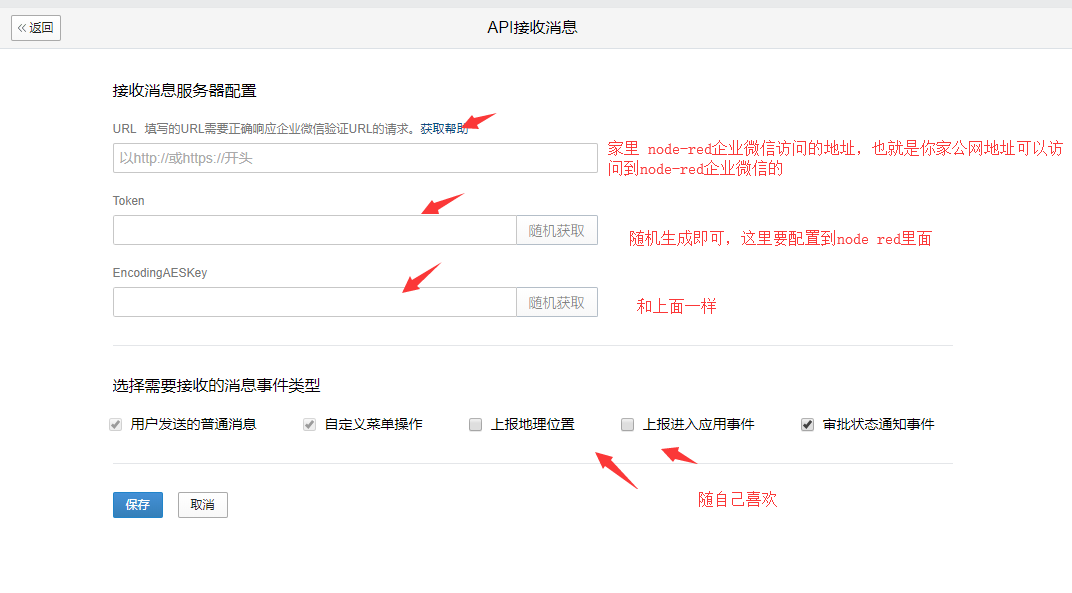 返回
API接收消息
接收消息服务器配置
URL 填写的URL需要正确响应企业微信验证URL的请求。获取帮助
以http://或https://开头
家里 node-red企业微信访问的地址，也就是你家公网地址可以访
问到node-red企业微信的
Token
随机获取
随机生成即可，这里要配置到node red里面
EncodingAESKey
随机获取
和上面一样
选择需要接收的消息事件类型
用户发送的普通消息 自定义菜单操作 上报地理位置 上报进入应用事件 审批状态通知事件
随自己喜欢
保存 取消